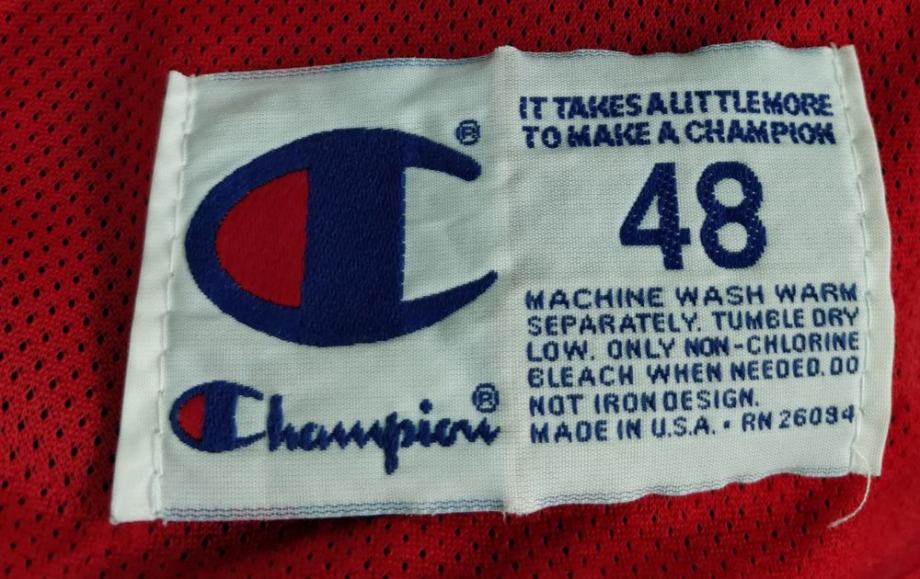 ®
IT TAKES A LITTLE MORE
TO MAKE A CHAMPION
48
Champion®
MACHINE WASH WARM
SEPARATELY. TUMBLE DRY
LOW. ONLY NON-CHLORINE
BLEACH WHEN NEEDED. DO
NOT IRON DESIGN.
MADE IN U.S.A. • RN 26094